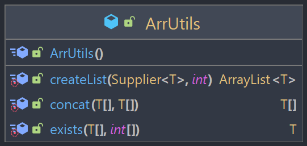 ArrUtils
ArrUtils()
createList(Supplier<T>, int) ArrayList<T>
concat(T[], T[]) T[]
exists(T[], int[]) T